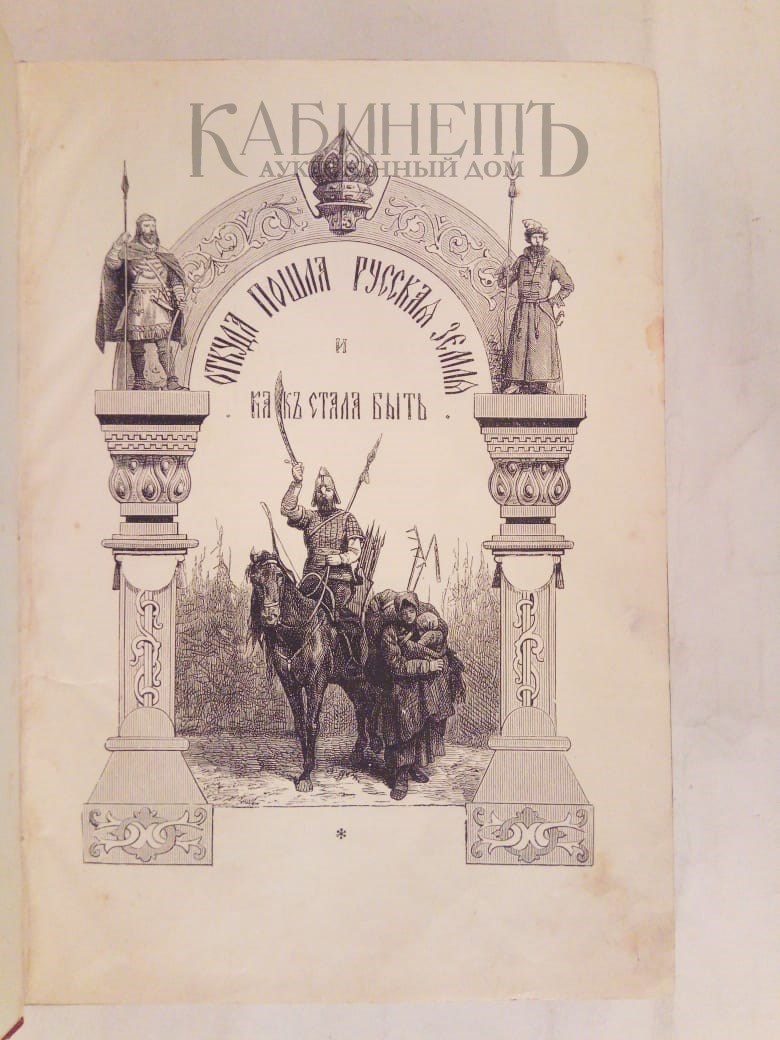 КАБИНЕТЪ
АУКЦИОННЫЙ ДОМ
ОТКУДА ПОШЛА РУССКАЯ ЗЕМЛЯ
И
КАКЪ СТАЛА БЫТЬ.